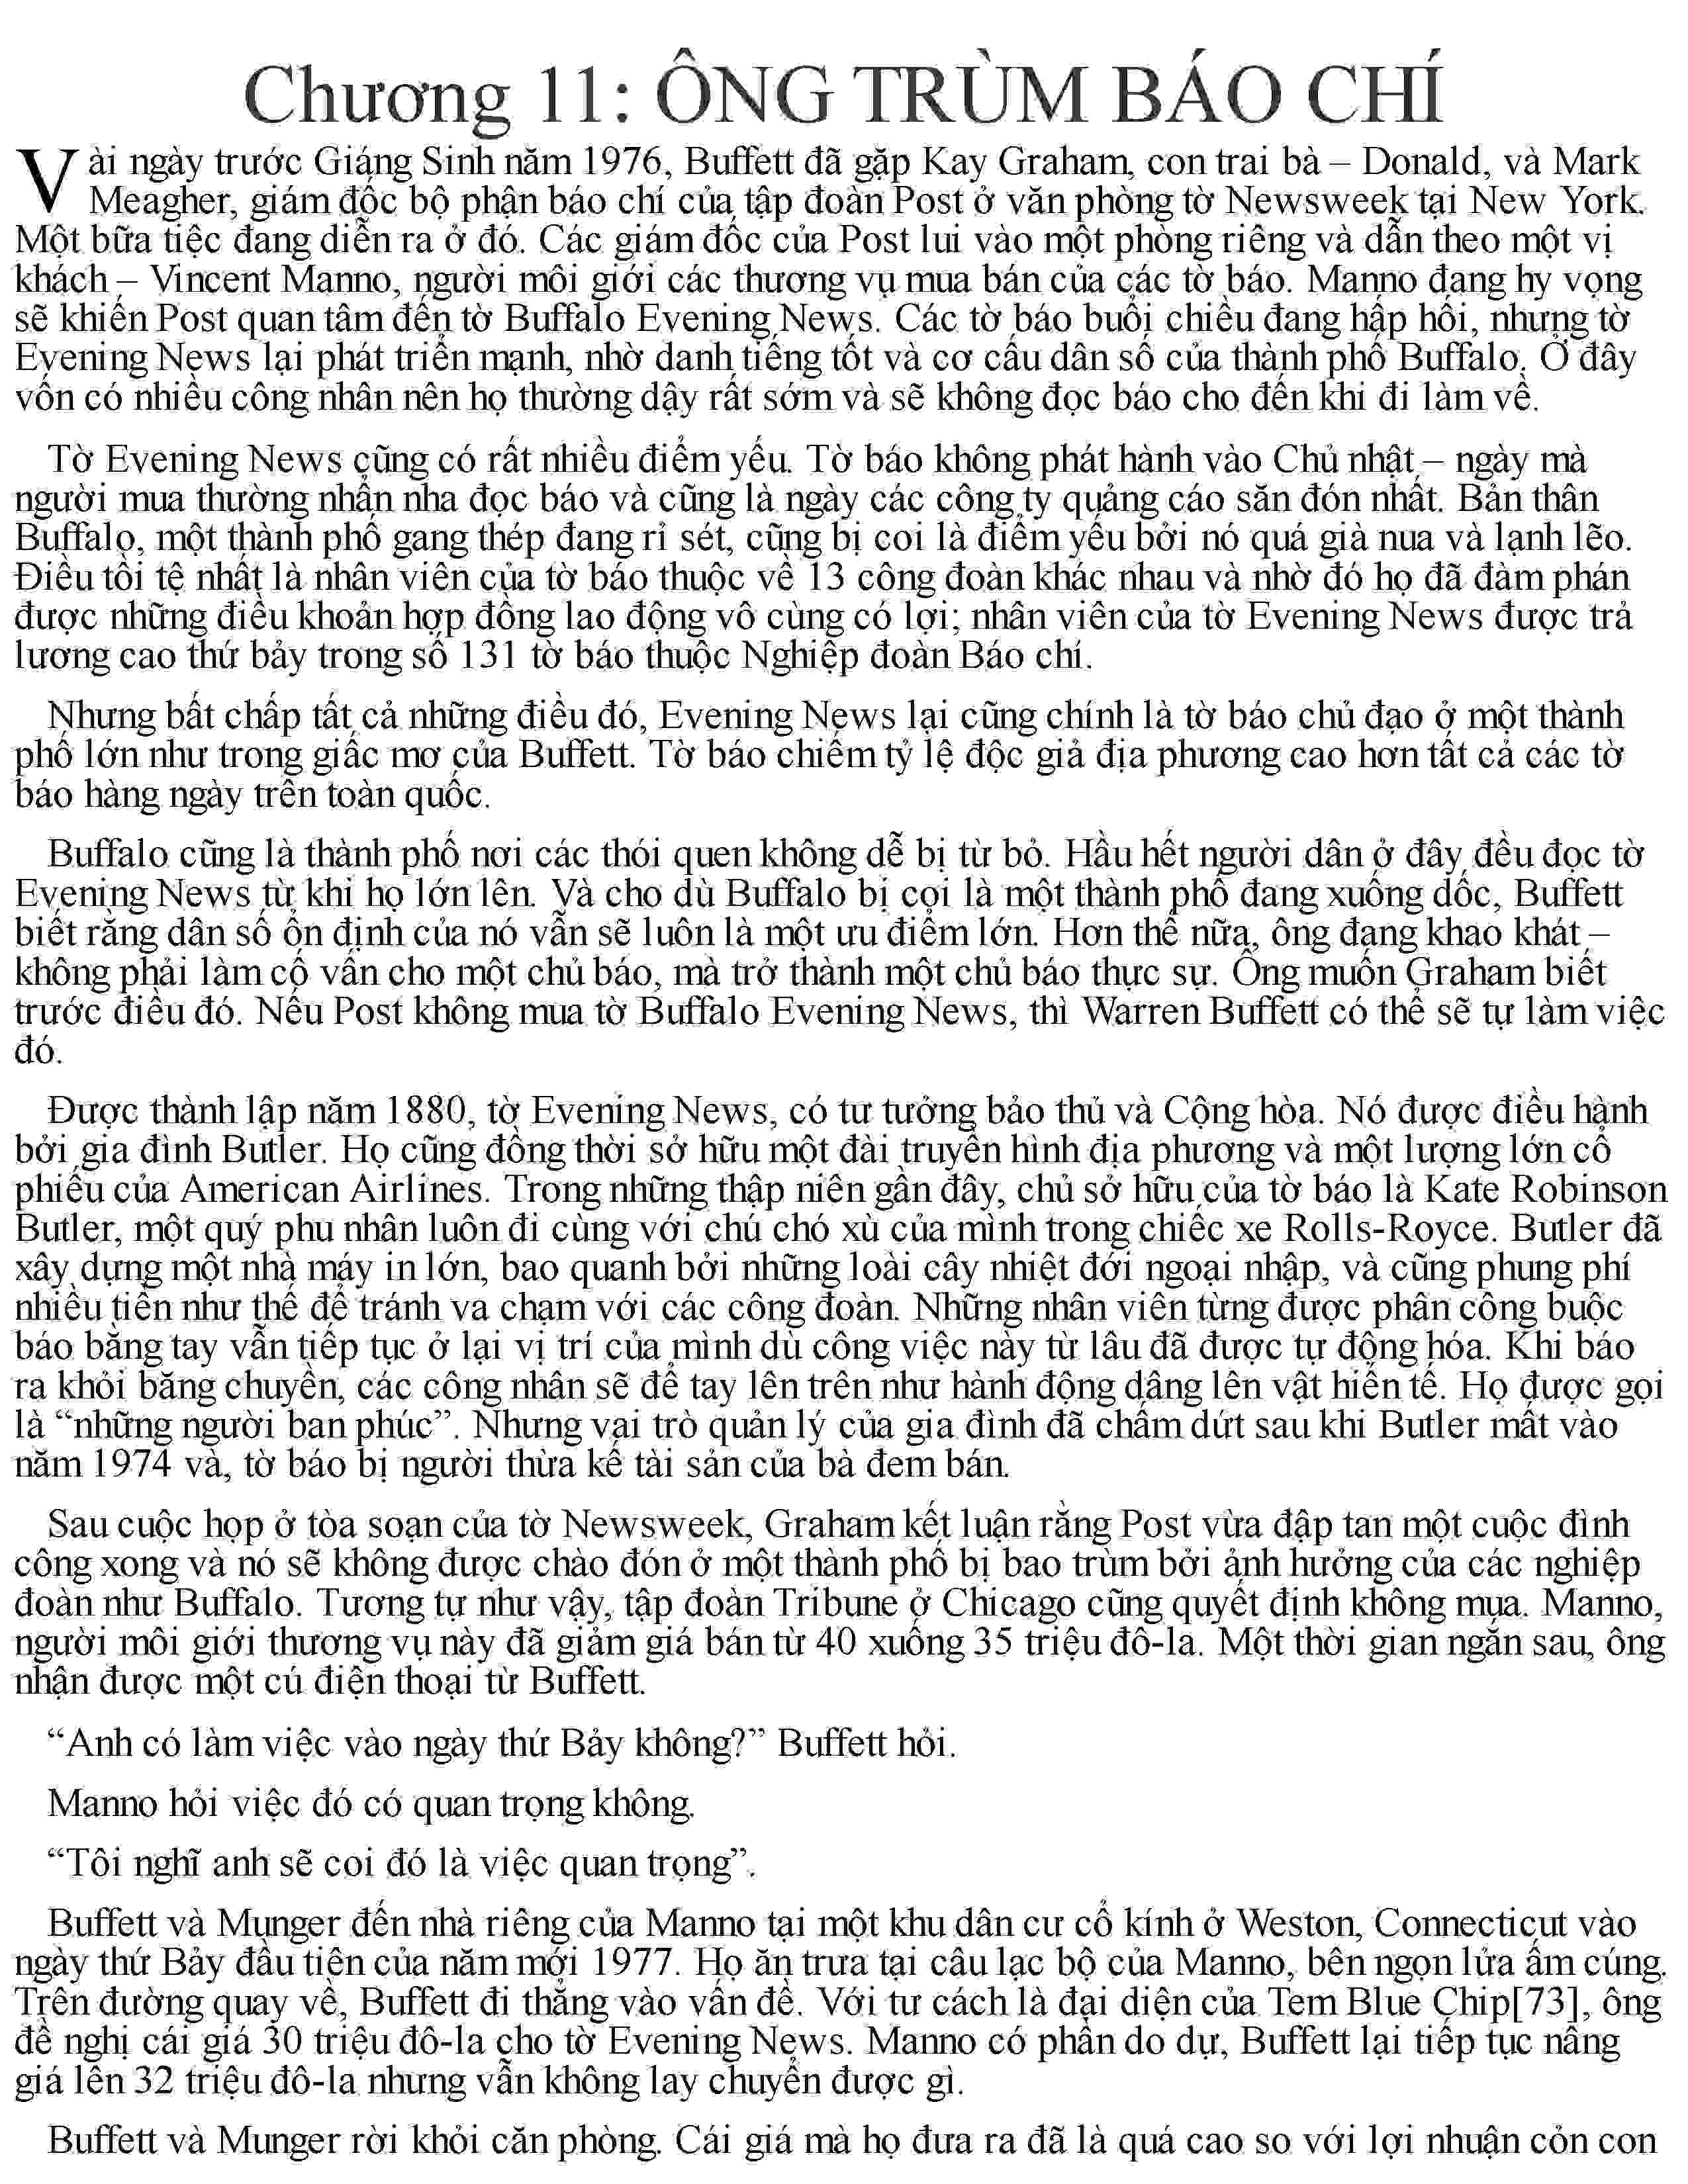 Chương 11: ÔNG TRÙM BÁO CHÍ
Vài ngày trước Giáng Sinh năm 1976, Buffett đã gặp Kay Graham, con trai bà – Donald, và Mark
Meagher, giám đốc bộ phận báo chí của tập đoàn Post ở văn phòng tờ Newsweek tại New York.
Một bữa tiệc đang diễn ra ở đó. Các giám đốc của Post lui vào một phòng riêng và dẫn theo một vị
khách – Vincent Manno, người môi giới các thương vụ mua bán của các tờ báo. Manno đang hy vọng
sẽ khiến Post quan tâm đến tờ Buffalo Evening News. Các tờ báo buổi chiều đang hấp hối, nhưng tờ
Evening News lại phát triển mạnh, nhờ danh tiếng tốt và cơ cấu dân số của thành phố Buffalo. Ở đây
vốn có nhiều công nhân nên họ thường dậy rất sớm và sẽ không đọc báo cho đến khi đi làm về.
Tờ Evening News cũng có rất nhiều điểm yếu. Tờ báo không phát hành vào Chủ nhật – ngày mà
người mua thường nhẩn nha đọc báo và cũng là ngày các công ty quảng cáo săn đón nhất. Bản thân
Buffalo, một thành phố gang thép đang rỉ sét, cũng bị coi là điểm yếu bởi nó quá già nua và lạnh lẽo.
Điều tồi tệ nhất là nhân viên của tờ báo thuộc về 13 công đoàn khác nhau và nhờ đó họ đã đàm phán
được những điều khoản hợp đồng lao động vô cùng có lợi; nhân viên của tờ Evening News được trả
lương cao thứ bảy trong số 131 tờ báo thuộc Nghiệp đoàn Báo chí.
Nhưng bất chấp tất cả những điều đó, Evening News lại cũng chính là tờ báo chủ đạo ở một thành
phố lớn như trong giấc mơ của Buffett. Tờ báo chiếm tỷ lệ độc giả địa phương cao hơn tất cả các tờ
báo hàng ngày trên toàn quốc.
Buffalo cũng là thành phố nơi các thói quen không dễ bị từ bỏ. Hầu hết người dân ở đây đều đọc tờ
Evening News từ khi họ lớn lên. Và cho dù Buffalo bị coi là một thành phố đang xuống dốc, Buffett
biết rằng dân số ổn định của nó vẫn sẽ luôn là một ưu điểm lớn. Hơn thế nữa, ông đang khao khát –
không phải làm cố vấn cho một chủ báo, mà trở thành một chủ báo thực sự. Ông muốn Graham biết
trước điều đó. Nếu Post không mua tờ Buffalo Evening News, thì Warren Buffett có thể sẽ tự làm việc
đó.
Được thành lập năm 1880, tờ Evening News, có tư tưởng bảo thủ và Cộng hòa. Nó được điều hành
bởi gia đình Butler. Họ cũng đồng thời sở hữu một đài truyền hình địa phương và một lượng lớn cổ
phiếu của American Airlines. Trong những thập niên gần đây, chủ sở hữu của tờ báo là Kate Robinson
Butler, một quý phu nhân luôn đi cùng với chú chó xù của mình trong chiếc xe Rolls-Royce. Butler đã
xây dựng một nhà máy in lớn, bao quanh bởi những loài cây nhiệt đới ngoại nhập, và cũng phung phí
nhiều tiền như thế để tránh va chạm với các công đoàn. Những nhân viên từng được phân công buộc
báo bằng tay vẫn tiếp tục ở lại vị trí của mình dù công việc này từ lâu đã được tự động hóa. Khi báo
ra khỏi băng chuyền, các công nhân sẽ để tay lên trên như hành động dâng lên vật hiến tế. Họ được gọi
là “những người ban phúc”. Nhưng vai trò quản lý của gia đình đã chấm dứt sau khi Butler mất vào
năm 1974 và, tờ báo bị người thừa kế tài sản của bà đem bán.
Sau cuộc họp ở tòa soạn của tờ Newsweek, Graham kết luận rằng Post vừa đập tan một cuộc đình
công xong và nó sẽ không được chào đón ở một thành phố bị bao trùm bởi ảnh hưởng của các nghiệp
đoàn như Buffalo. Tương tự như vậy, tập đoàn Tribune ở Chicago cũng quyết định không mua. Manno,
người môi giới thương vụ này đã giảm giá bán từ 40 xuống 35 triệu đô-la. Một thời gian ngắn sau, ông
nhận được một cú điện thoại từ Buffett.
“Anh có làm việc vào ngày thứ Bảy không?” Buffett hỏi.
Manno hỏi việc đó có quan trọng không.
“Tôi nghĩ anh sẽ coi đó là việc quan trọng”.
Buffett và Munger đến nhà riêng của Manno tại một khu dân cư cổ kính ở Weston, Connecticut vào
ngày thứ Bảy đầu tiên của năm mới 1977. Họ ăn trưa tại câu lạc bộ của Manno, bên ngọn lửa ấm cúng.
Trên đường quay về, Buffett đi thẳng vào vấn đề. Với tư cách là đại diện của Tem Blue Chip[73], ông
đề nghị cái giá 30 triệu đô-la cho tờ Evening News. Manno có phần do dự, Buffett lại tiếp tục nâng
giá lên 32 triệu đô-la nhưng vẫn không lay chuyển được gì.
Buffett và Munger rời khỏi căn phòng. Cái giá mà họ đưa ra đã là quá cao so với lợi nhuận cỏn con